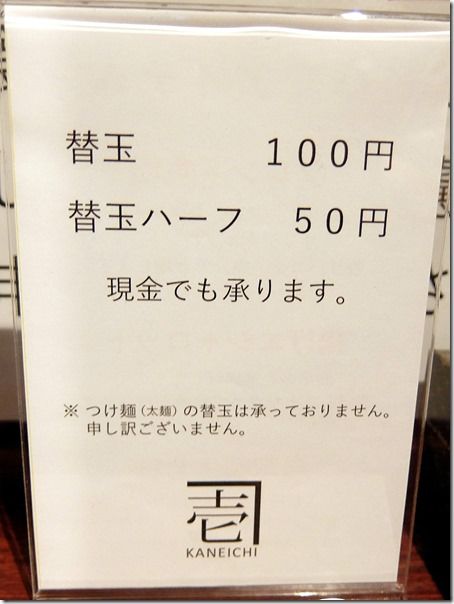 替玉 １００円
替玉ハーフ ５０円
現金でも承ります。
※ つけ麺（太麺）の替玉は承っておりません。
申し訳ございません。
壱
KANEICHI